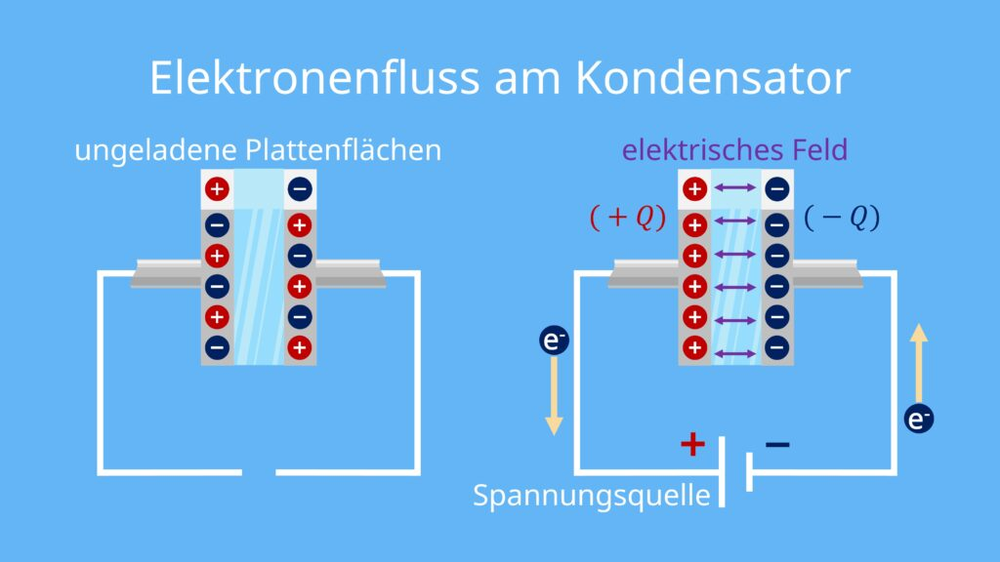 Elektronenfluss am Kondensator
ungeladene Plattenflächen
+ −
− +
+ −
− +
+ −
− +
elektrisches Feld
(+Q) (−Q)
+ −
+ −
+ −
+ −
+ −
+ −
e-
e-
+ −
Spannungsquelle